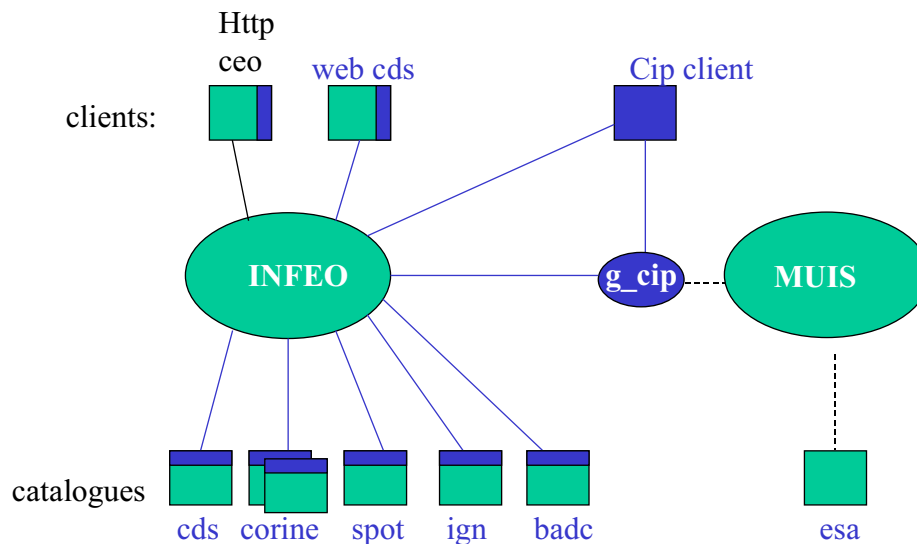 Http
ceo
web cds
Cip client
clients:
INFEO
g_cip
MUIS
catalogues
cds
corine
spot
ign
badc
esa